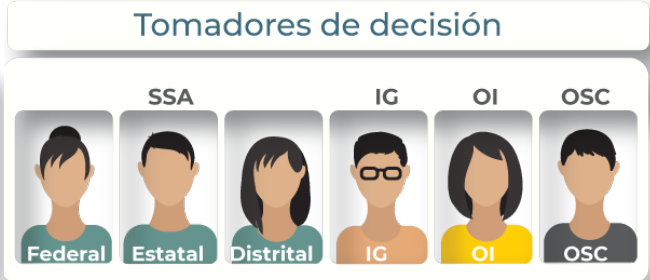 Tomadores de decisión
SSA IG OI OSC
Federal Estatal Distrital IG OI OSC